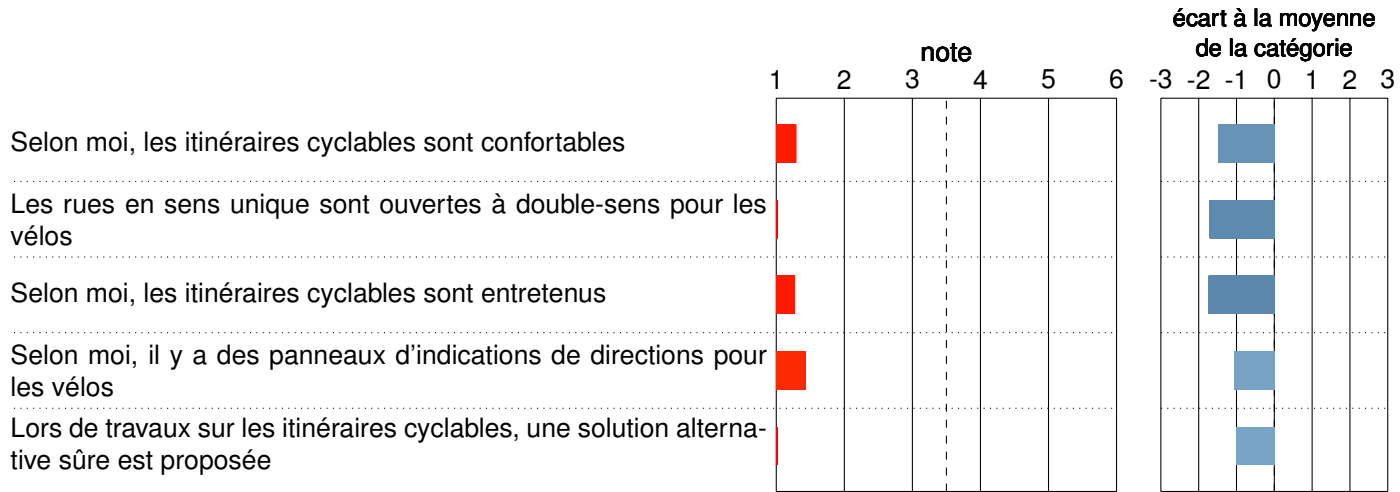 écart à la moyenne
note de la catégorie
1 2 3 4 5 6 -3 -2 -1 0 1 2 3
Selon moi, les itinéraires cyclables sont confortables
Les rues en sens unique sont ouvertes à double-sens pour les
vélos
Selon moi, les itinéraires cyclables sont entretenus
Selon moi, il y a des panneaux d'indications de directions pour
les vélos
Lors de travaux sur les itinéraires cyclables, une solution alterna-
tive sûre est proposée